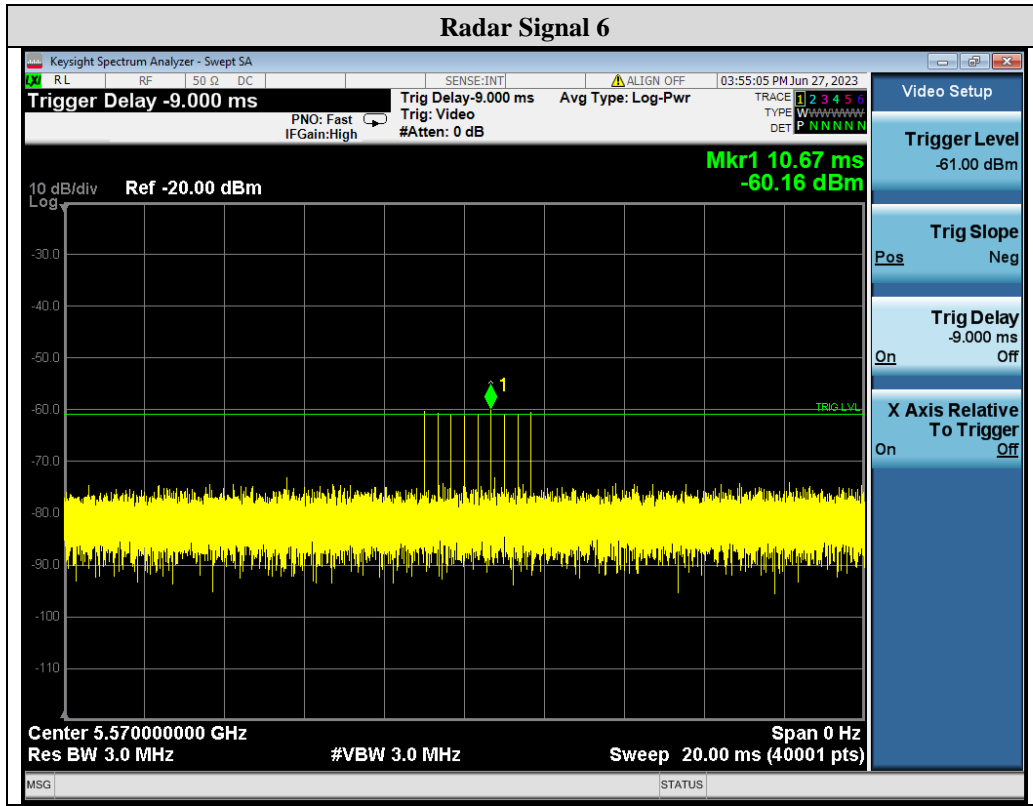 Radar Signal 6
Keysight Spectrum Analyzer - Swept SA
LXI RL RF 50 Ω DC SENSE:INT ALIGN OFF 03:55:05 PM Jun 27, 2023
Trigger Delay -9.000 ms
PNO: Fast
IFGain:High
Trig Delay-9.000 ms
Trig: Video
#Atten: 0 dB
Avg Type: Log-Pwr
TRACE 1 2 3 4 5 6
TYPE WWWWWW
DET P N N N N N
Mkr1 10.67 ms
-60.16 dBm
10 dB/div Ref -20.00 dBm
Log
-30.0
-40.0
-50.0
1
-60.0
TRIG LVL
-70.0
-80.0
-90.0
-100
-110
Center 5.570000000 GHz Span 0 Hz
Res BW 3.0 MHz #VBW 3.0 MHz Sweep 20.00 ms (40001 pts)
MSG STATUS
Video Setup
Trigger Level
-61.00 dBm
Trig Slope
Pos Neg
Trig Delay
-9.000 ms
On Off
X Axis Relative
To Trigger
On Off